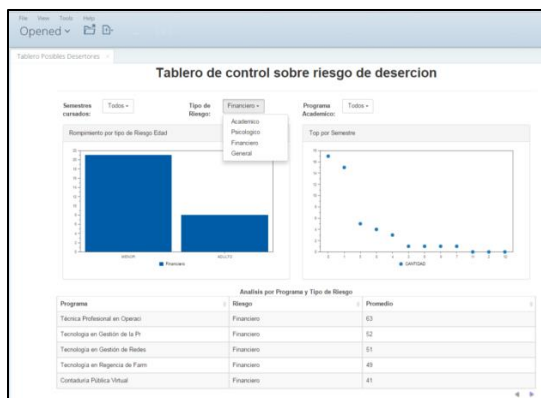 File View Tools Help
Opened
Tablero Posibles Desertores
Tablero de control sobre riesgo de desercion
Semestres cursados: Todos
Tipo de Riesgo: Financiero
Programa Academico: Todos
Academico
Psicologico
Financiero
General
Rompimiento por tipo de Riesgo Edad
Top por Semestre
MENOR ADULTO
Financiero
CANTIDAD
Analisis por Programa y Tipo de Riesgo
Programa Riesgo Promedio
Técnica Profesional en Operaci Financiero 63
Tecnología en Gestión de la Pr Financiero 52
Tecnología en Gestión de Redes Financiero 51
Tecnología en Regencia de Farm Financiero 49
Contaduría Pública Virtual Financiero 41